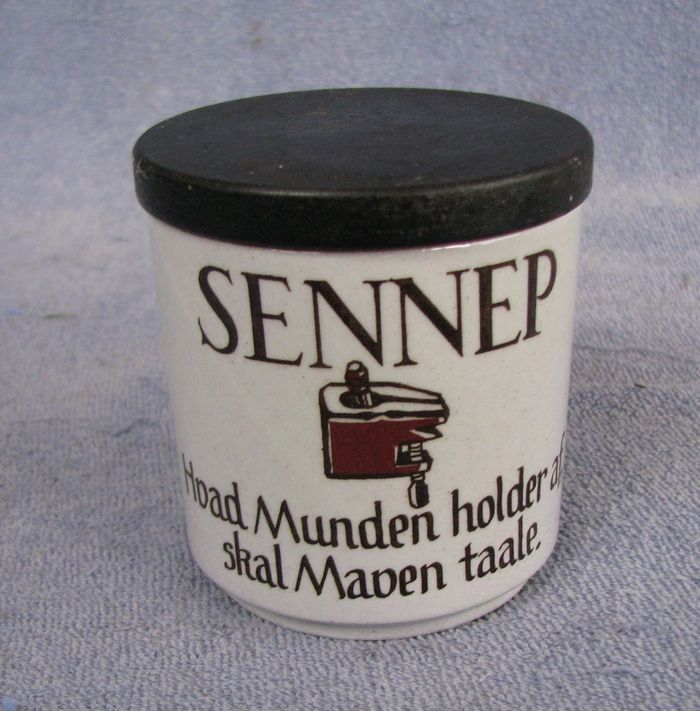 SENNEP
Hvad Munden holder af,
skal Maven taale.